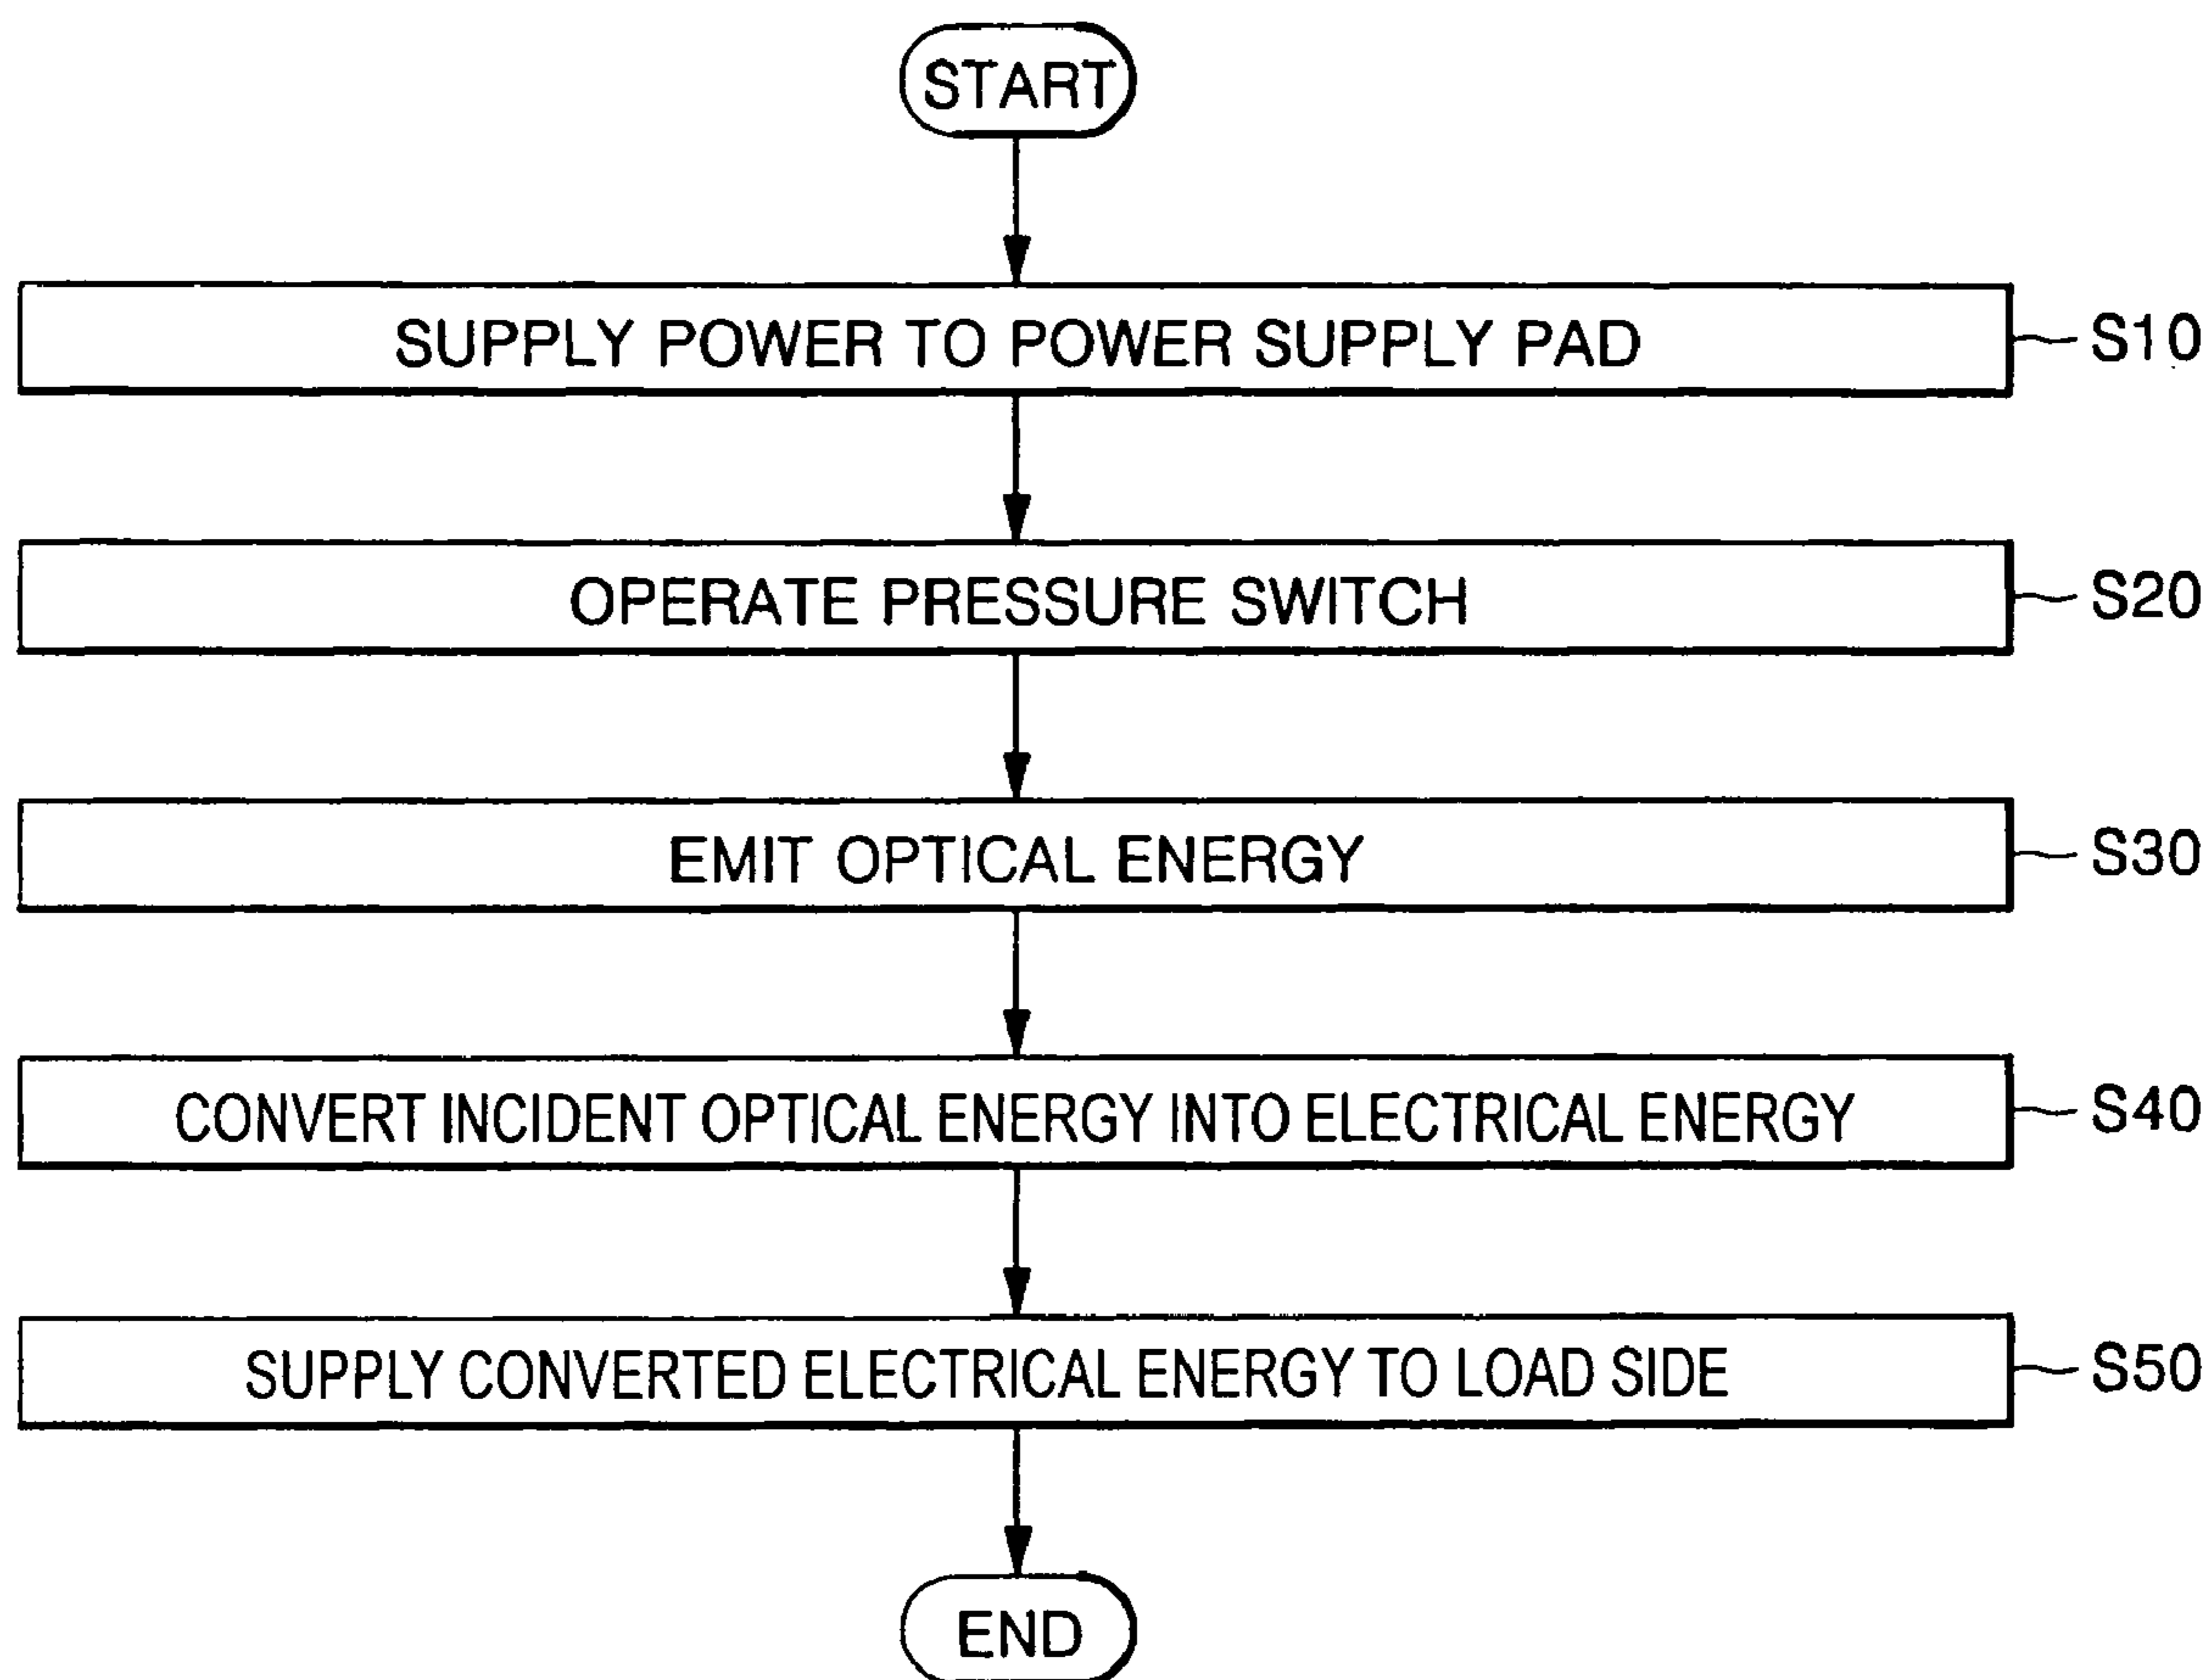 START
SUPPLY POWER TO POWER SUPPLY PAD
S10
OPERATE PRESSURE SWITCH
S20
EMIT OPTICAL ENERGY
S30
CONVERT INCIDENT OPTICAL ENERGY INTO ELECTRICAL ENERGY
S40
SUPPLY CONVERTED ELECTRICAL ENERGY TO LOAD SIDE
S50
END